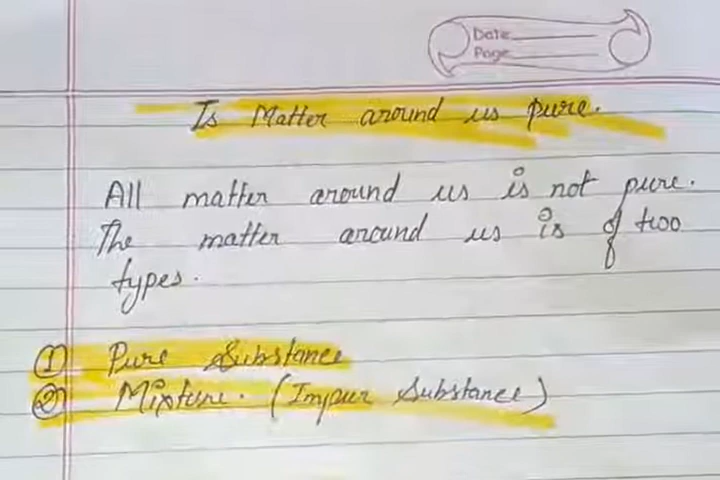 Date
Page
Is Matter around us pure.
All matter around us is not pure.
The matter around us is of two
types.
① Pure Substance
② Mixture. (Impur Substance)